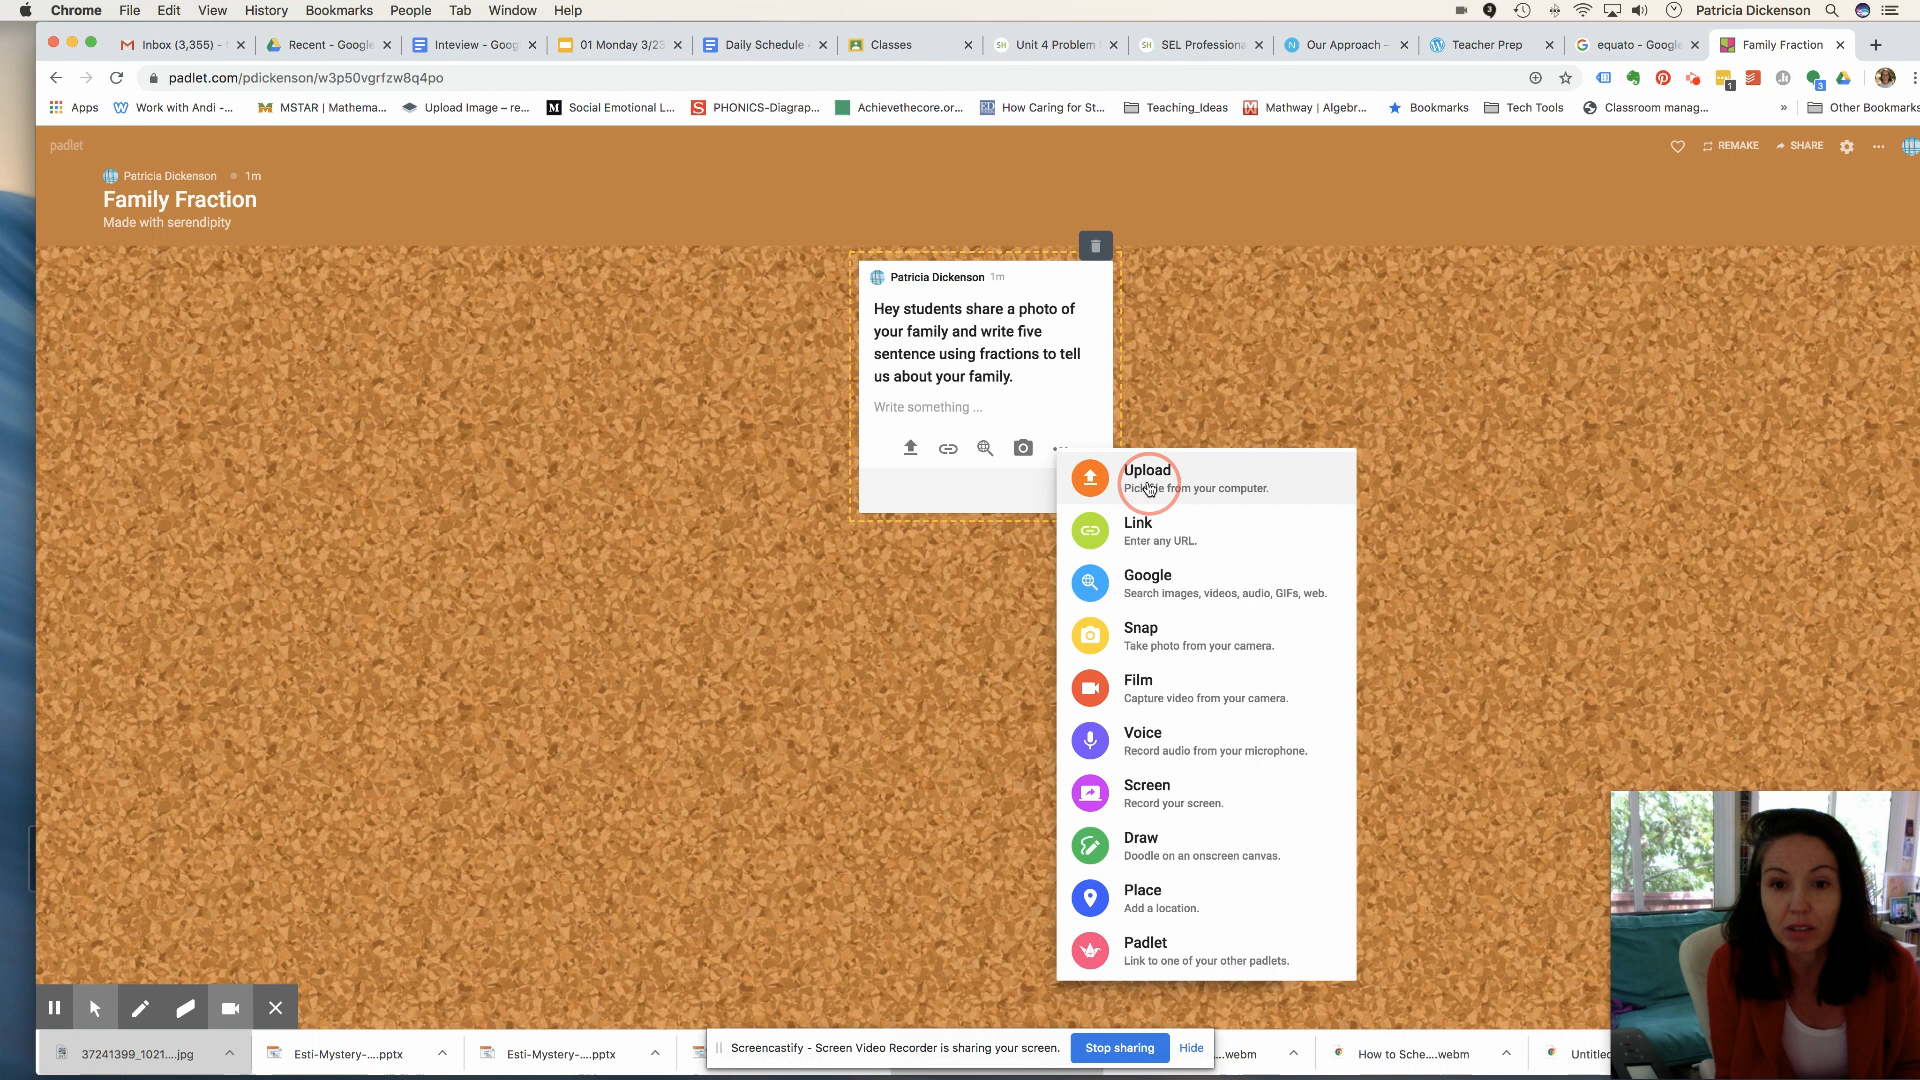 Chrome File Edit View History Bookmarks People Tab Window Help
3 Patricia Dickenson
Inbox (3,355) - Recent - Google Inteview - Goog 01 Monday 3/23 Daily Schedule Classes Unit 4 Problem SEL Professiona Our Approach – Teacher Prep equato - Google Family Fraction
padlet.com/pdickenson/w3p50vgrfzw8q4po
1 3
Apps Work with Andi -... MSTAR | Mathema... Upload Image – re... Social Emotional L... PHONICS-Diagrap... Achievethecore.or... How Caring for St... Teaching_Ideas Mathway | Algebr... Bookmarks Tech Tools Classroom manag... » Other Bookmarks
padlet
REMAKE SHARE
Patricia Dickenson 1m
Family Fraction
Made with serendipity
Patricia Dickenson 1m
Hey students share a photo of
your family and write five
sentence using fractions to tell
us about your family.
Write something ...
Upload
Pick file from your computer.
Link
Enter any URL.
Google
Search images, videos, audio, GIFs, web.
Snap
Take photo from your camera.
Film
Capture video from your camera.
Voice
Record audio from your microphone.
Screen
Record your screen.
Draw
Doodle on an onscreen canvas.
Place
Add a location.
Padlet
Link to one of your other padlets.
37241399_1021....jpg Esti-Mystery-....pptx Esti-Mystery-....pptx ....webm How to Sche....webm Untitled
Screencastify - Screen Video Recorder is sharing your screen. Stop sharing Hide